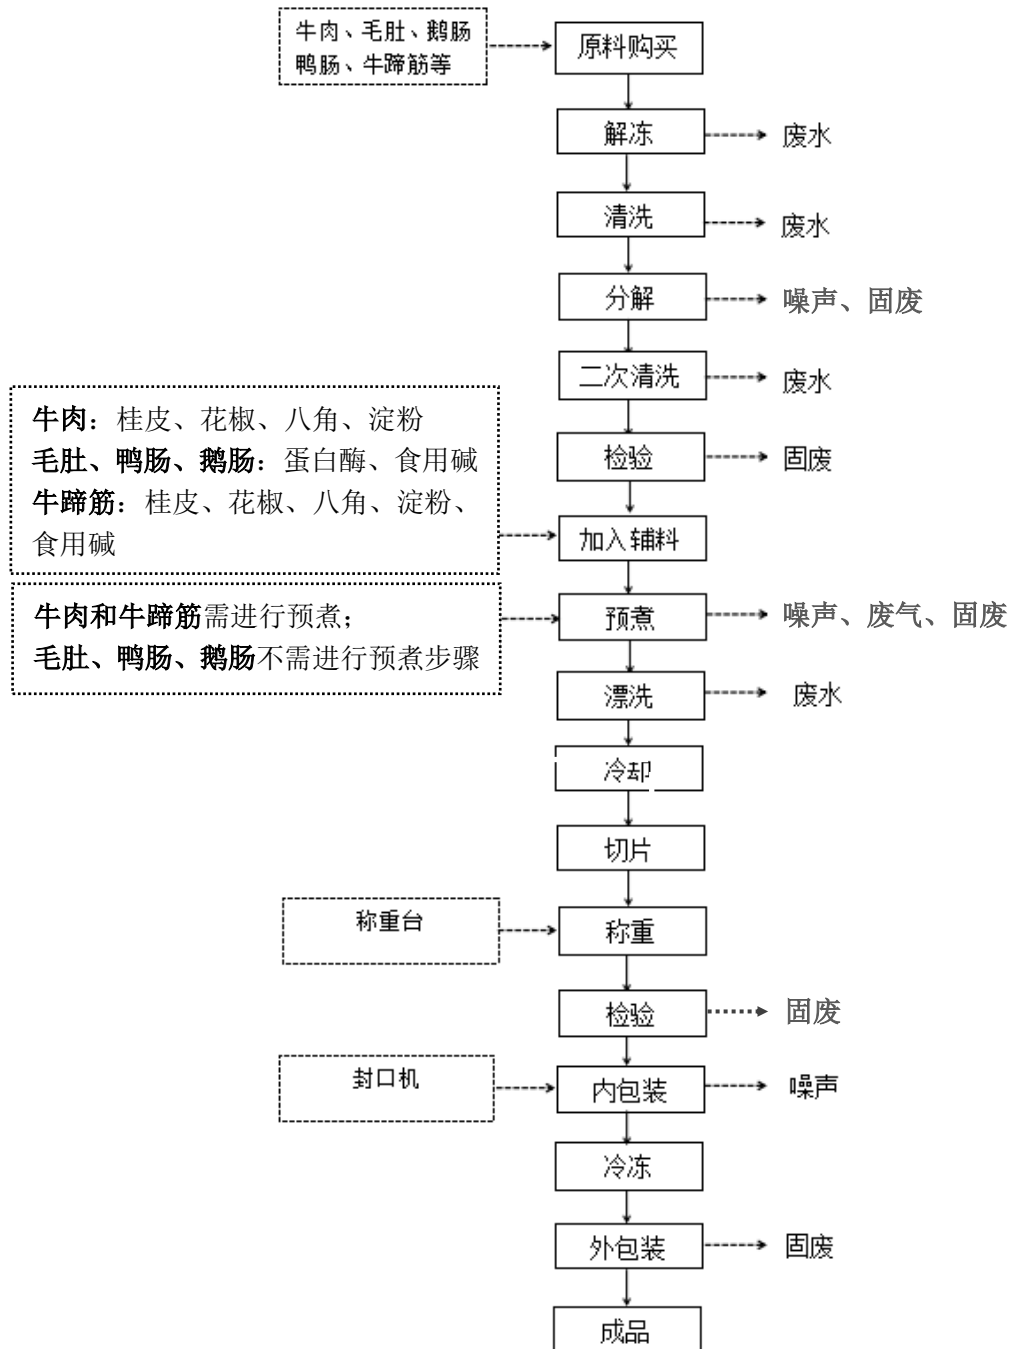 牛肉、毛肚、鹅肠
鸭肠、牛蹄筋等
原料购买
解冻
废水
清洗
废水
分解
噪声、固废
二次清洗
废水
检验
固废
牛肉：桂皮、花椒、八角、淀粉
毛肚、鸭肠、鹅肠：蛋白酶、食用碱
牛蹄筋：桂皮、花椒、八角、淀粉、
食用碱
加入辅料
牛肉和牛蹄筋需进行预煮；
毛肚、鸭肠、鹅肠不需进行预煮步骤
预煮
噪声、废气、固废
漂洗
废水
冷却
切片
称重台
称重
检验
固废
封口机
内包装
噪声
冷冻
外包装
固废
成品